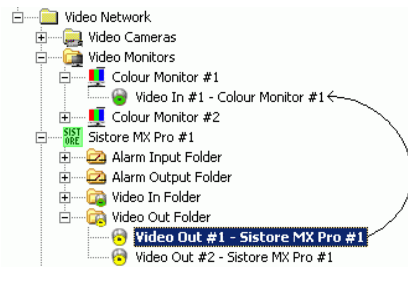 Video Network
Video Cameras
Video Monitors
Colour Monitor #1
Video In #1 - Colour Monitor #1
Colour Monitor #2
SIST
ORE
Sistore MX Pro #1
Alarm Input Folder
Alarm Output Folder
Video In Folder
Video Out Folder
Video Out #1 - Sistore MX Pro #1
Video Out #2 - Sistore MX Pro #1